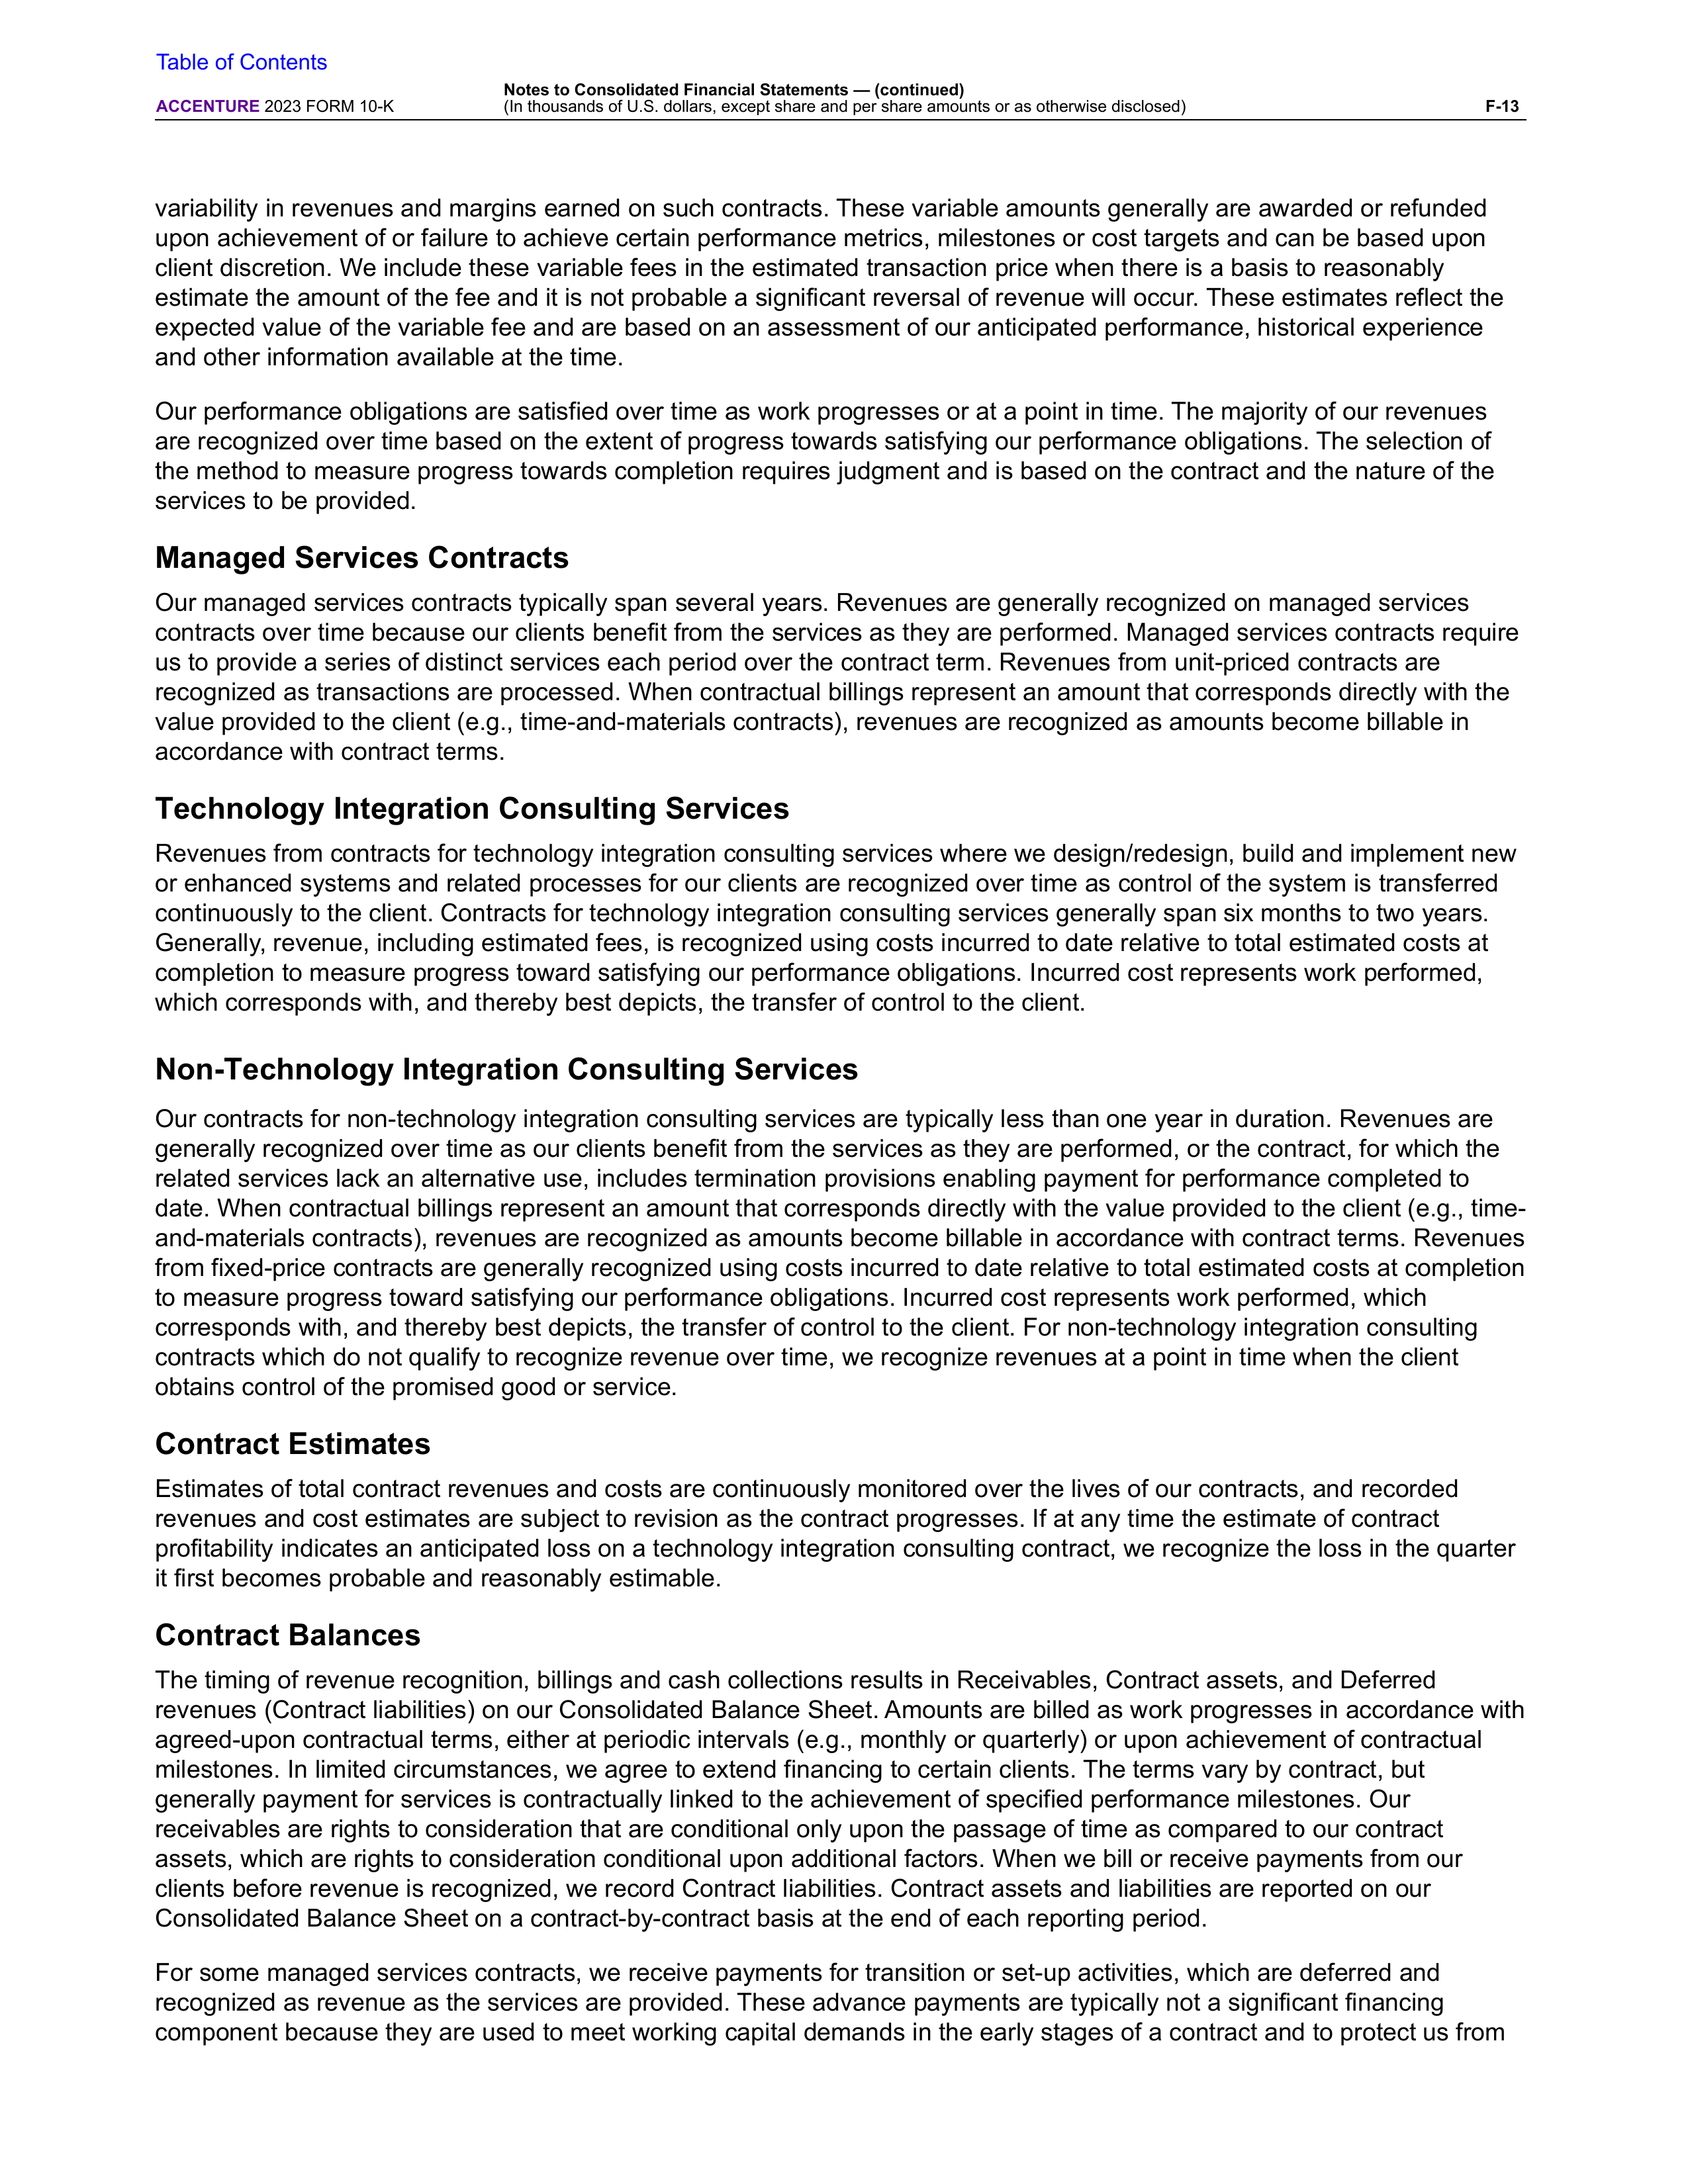 Table of Contents
Notes to Consolidated Financial Statements — (continued)
ACCENTURE 2023 FORM 10-K (In thousands of U.S. dollars, except share and per share amounts or as otherwise disclosed) F-13
variability in revenues and margins earned on such contracts. These variable amounts generally are awarded or refunded
upon achievement of or failure to achieve certain performance metrics, milestones or cost targets and can be based upon
client discretion. We include these variable fees in the estimated transaction price when there is a basis to reasonably
estimate the amount of the fee and it is not probable a significant reversal of revenue will occur. These estimates reflect the
expected value of the variable fee and are based on an assessment of our anticipated performance, historical experience
and other information available at the time.
Our performance obligations are satisfied over time as work progresses or at a point in time. The majority of our revenues
are recognized over time based on the extent of progress towards satisfying our performance obligations. The selection of
the method to measure progress towards completion requires judgment and is based on the contract and the nature of the
services to be provided.
Managed Services Contracts
Our managed services contracts typically span several years. Revenues are generally recognized on managed services
contracts over time because our clients benefit from the services as they are performed. Managed services contracts require
us to provide a series of distinct services each period over the contract term. Revenues from unit-priced contracts are
recognized as transactions are processed. When contractual billings represent an amount that corresponds directly with the
value provided to the client (e.g., time-and-materials contracts), revenues are recognized as amounts become billable in
accordance with contract terms.
Technology Integration Consulting Services
Revenues from contracts for technology integration consulting services where we design/redesign, build and implement new
or enhanced systems and related processes for our clients are recognized over time as control of the system is transferred
continuously to the client. Contracts for technology integration consulting services generally span six months to two years.
Generally, revenue, including estimated fees, is recognized using costs incurred to date relative to total estimated costs at
completion to measure progress toward satisfying our performance obligations. Incurred cost represents work performed,
which corresponds with, and thereby best depicts, the transfer of control to the client.
Non-Technology Integration Consulting Services
Our contracts for non-technology integration consulting services are typically less than one year in duration. Revenues are
generally recognized over time as our clients benefit from the services as they are performed, or the contract, for which the
related services lack an alternative use, includes termination provisions enabling payment for performance completed to
date. When contractual billings represent an amount that corresponds directly with the value provided to the client (e.g., time-
and-materials contracts), revenues are recognized as amounts become billable in accordance with contract terms. Revenues
from fixed-price contracts are generally recognized using costs incurred to date relative to total estimated costs at completion
to measure progress toward satisfying our performance obligations. Incurred cost represents work performed, which
corresponds with, and thereby best depicts, the transfer of control to the client. For non-technology integration consulting
contracts which do not qualify to recognize revenue over time, we recognize revenues at a point in time when the client
obtains control of the promised good or service.
Contract Estimates
Estimates of total contract revenues and costs are continuously monitored over the lives of our contracts, and recorded
revenues and cost estimates are subject to revision as the contract progresses. If at any time the estimate of contract
profitability indicates an anticipated loss on a technology integration consulting contract, we recognize the loss in the quarter
it first becomes probable and reasonably estimable.
Contract Balances
The timing of revenue recognition, billings and cash collections results in Receivables, Contract assets, and Deferred
revenues (Contract liabilities) on our Consolidated Balance Sheet. Amounts are billed as work progresses in accordance with
agreed-upon contractual terms, either at periodic intervals (e.g., monthly or quarterly) or upon achievement of contractual
milestones. In limited circumstances, we agree to extend financing to certain clients. The terms vary by contract, but
generally payment for services is contractually linked to the achievement of specified performance milestones. Our
receivables are rights to consideration that are conditional only upon the passage of time as compared to our contract
assets, which are rights to consideration conditional upon additional factors. When we bill or receive payments from our
clients before revenue is recognized, we record Contract liabilities. Contract assets and liabilities are reported on our
Consolidated Balance Sheet on a contract-by-contract basis at the end of each reporting period.
For some managed services contracts, we receive payments for transition or set-up activities, which are deferred and
recognized as revenue as the services are provided. These advance payments are typically not a significant financing
component because they are used to meet working capital demands in the early stages of a contract and to protect us from